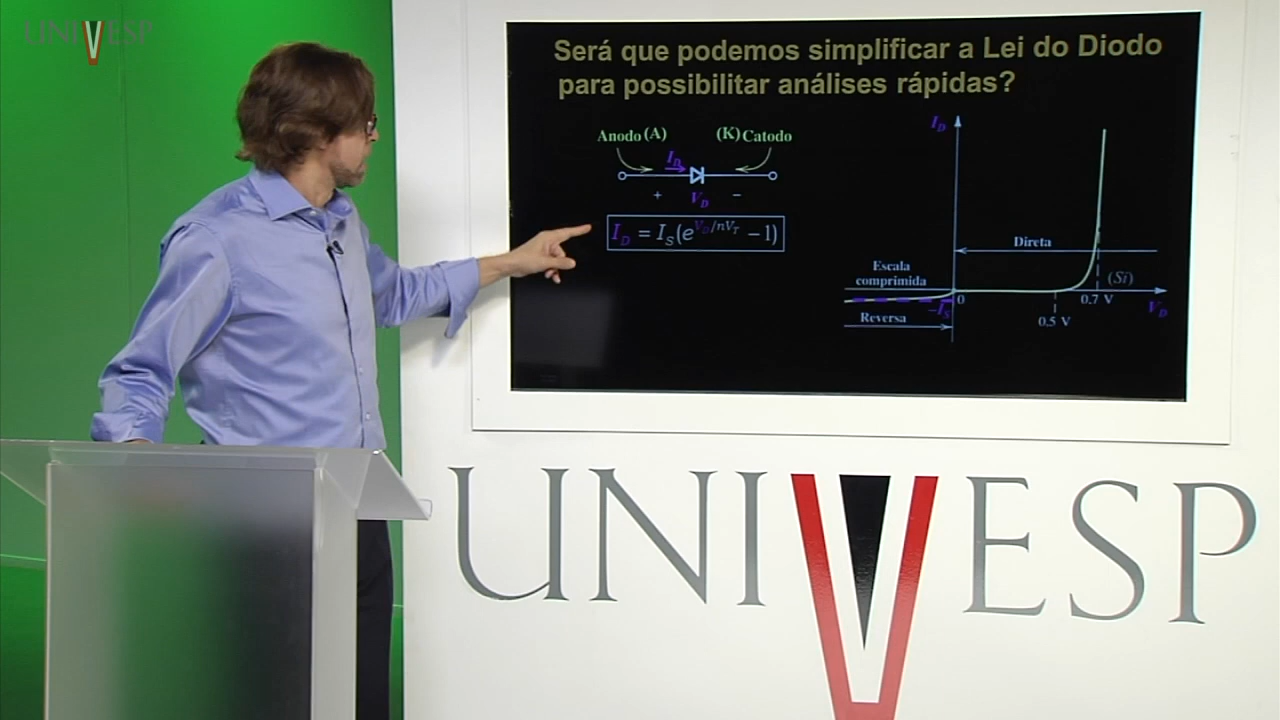 UNIVESP
Será que podemos simplificar a Lei do Diodo
para possibilitar análises rápidas?
Anodo (A)
(K) Catodo
I_D
+ V_D −
I_D = I_S(e^{V_D/nV_T} − 1)
I_D
Direta
Escala
comprimida
(Si)
−I_S
0
0.7 V
V_D
Reversa
0.5 V
UNIVESP